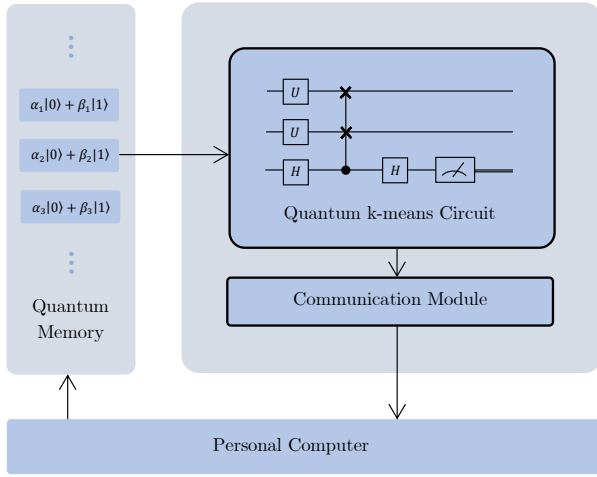 α₁|0⟩ + β₁|1⟩
α₂|0⟩ + β₂|1⟩
α₃|0⟩ + β₃|1⟩
Quantum
Memory
U
U
H
H
Quantum k-means Circuit
Communication Module
Personal Computer